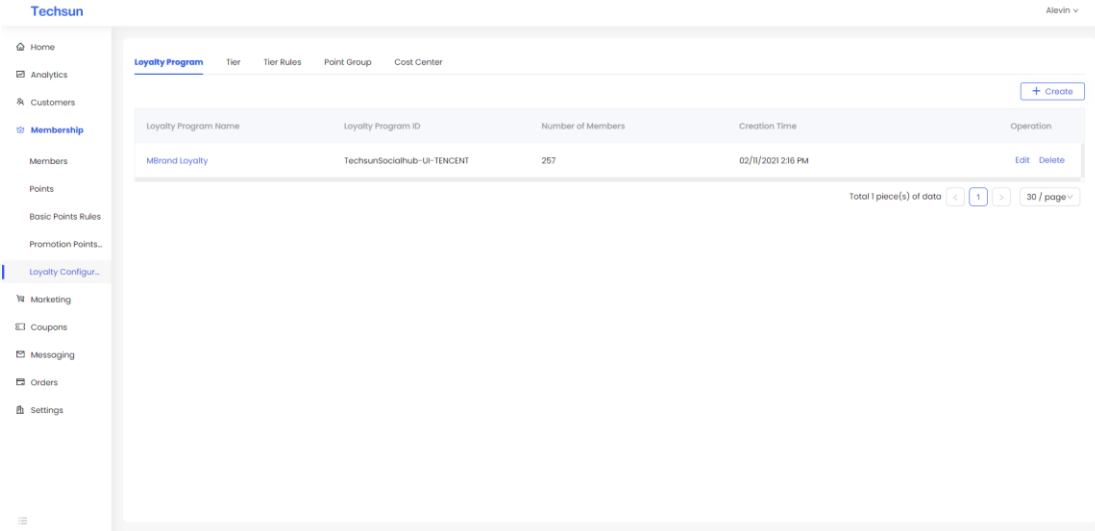 Techsun
Alevin
Home
Analytics
Customers
Membership
Members
Points
Basic Points Rules
Promotion Points...
Loyalty Configur...
Marketing
Coupons
Messaging
Orders
Settings
Loyalty Program Tier Tier Rules Point Group Cost Center
+ Create
Loyalty Program Name Loyalty Program ID Number of Members Creation Time Operation
MBrand Loyalty TechsunSocialhub-UI-TENCENT 257 02/11/2021 2:16 PM Edit Delete
Total 1 piece(s) of data < 1 > 30 / page